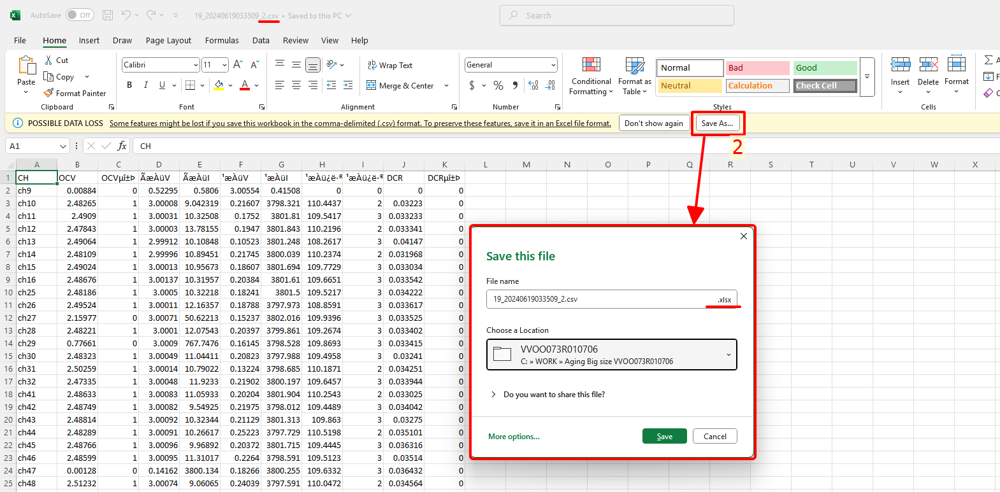 AutoSave Off 19_20240619033509_2.csv • Saved to this PC Search
File Home Insert Draw Page Layout Formulas Data Review View Help
Paste Cut Copy Format Painter
Clipboard
Calibri 11
B I U A
Font
Wrap Text
Merge & Center
Alignment
General
$ % 9
Number
Conditional Formatting
Format as Table
Normal Bad Good
Neutral Calculation Check Cell
Styles
Insert Delete Format
Cells
POSSIBLE DATA LOSS Some features might be lost if you save this workbook in the comma-delimited (.csv) format. To preserve these features, save it in an Excel file format. Don't show again Save As...
2
A1 fx CH
A B C D E F G H I J K L M N O P Q R S T U V W X
1 CH OCV OCVµî±Þ ÃæÀüV ÃæÀüI ¹æÀüV ¹æÀüI ¹æÀü¿ë·® ¹æÀü¿ë·® DCR DCRµî±Þ
2 ch9 0.00884 0 0.52295 0.5806 3.00554 0.41508 0 0 0 0
3 ch10 2.48265 1 3.00008 9.042319 0.21607 3798.321 110.4437 2 0.03223 0
4 ch11 2.4909 1 3.00031 10.32508 0.1752 3801.81 109.5417 3 0.033233 0
5 ch12 2.47843 1 3.00003 13.78155 0.1947 3801.843 110.2196 2 0.033341 0
6 ch13 2.49064 1 2.99912 10.10848 0.10523 3801.248 108.2617 3 0.04147 0
7 ch14 2.48109 1 2.99996 10.89451 0.21745 3800.039 110.2374 2 0.031968 0
8 ch15 2.49024 1 3.00013 10.95673 0.18607 3801.694 109.7729 3 0.033034 0
9 ch16 2.48676 1 3.00137 10.31957 0.20384 3801.61 109.6651 3 0.033542 0
10 ch25 2.48186 1 3.0005 10.32218 0.18241 3801.5 109.5217 3 0.034222 0
11 ch26 2.49524 1 3.00011 12.16357 0.18788 3797.973 108.8591 3 0.033617 0
12 ch27 2.15977 0 3.00071 50.62213 0.15237 3802.016 109.9396 3 0.033525 0
13 ch28 2.48221 1 3.0001 12.07543 0.20397 3799.861 109.2674 3 0.033402 0
14 ch29 0.77661 0 3.0009 767.7476 0.16145 3798.528 109.8693 3 0.033415 0
15 ch30 2.48323 1 3.00049 11.04411 0.20823 3797.988 109.4958 3 0.03241 0
16 ch31 2.50259 1 3.00014 10.79022 0.13224 3798.685 110.1871 2 0.034251 0
17 ch32 2.47335 1 3.00048 11.9233 0.21902 3800.197 109.6457 3 0.033944 0
18 ch41 2.48633 1 3.00083 11.05933 0.20204 3801.904 110.2543 2 0.033025 0
19 ch42 2.48749 1 3.00082 9.54925 0.21975 3798.012 109.4489 3 0.034042 0
20 ch43 2.48814 1 3.00092 10.32344 0.21129 3801.313 109.863 3 0.03275 0
21 ch44 2.48289 1 3.00091 10.26617 0.25223 3797.729 110.5198 2 0.035101 0
22 ch45 2.48766 1 3.00096 9.96892 0.20372 3801.715 109.4445 3 0.036316 0
23 ch46 2.48599 1 3.00095 11.31017 0.2264 3798.591 109.5123 3 0.03514 0
24 ch47 0.00128 0 0.14162 3800.134 0.18266 3800.255 109.6332 3 0.036432 0
25 ch48 2.51232 1 3.00074 9.06065 0.24039 3797.591 110.0472 2 0.034564 0
Save this file
File name
19_20240619033509_2.csv .xlsx
Choose a Location
VVOO073R010706
C: » WORK » Aging Big size VVOO073R010706
Do you want to share this file?
More options... Save Cancel